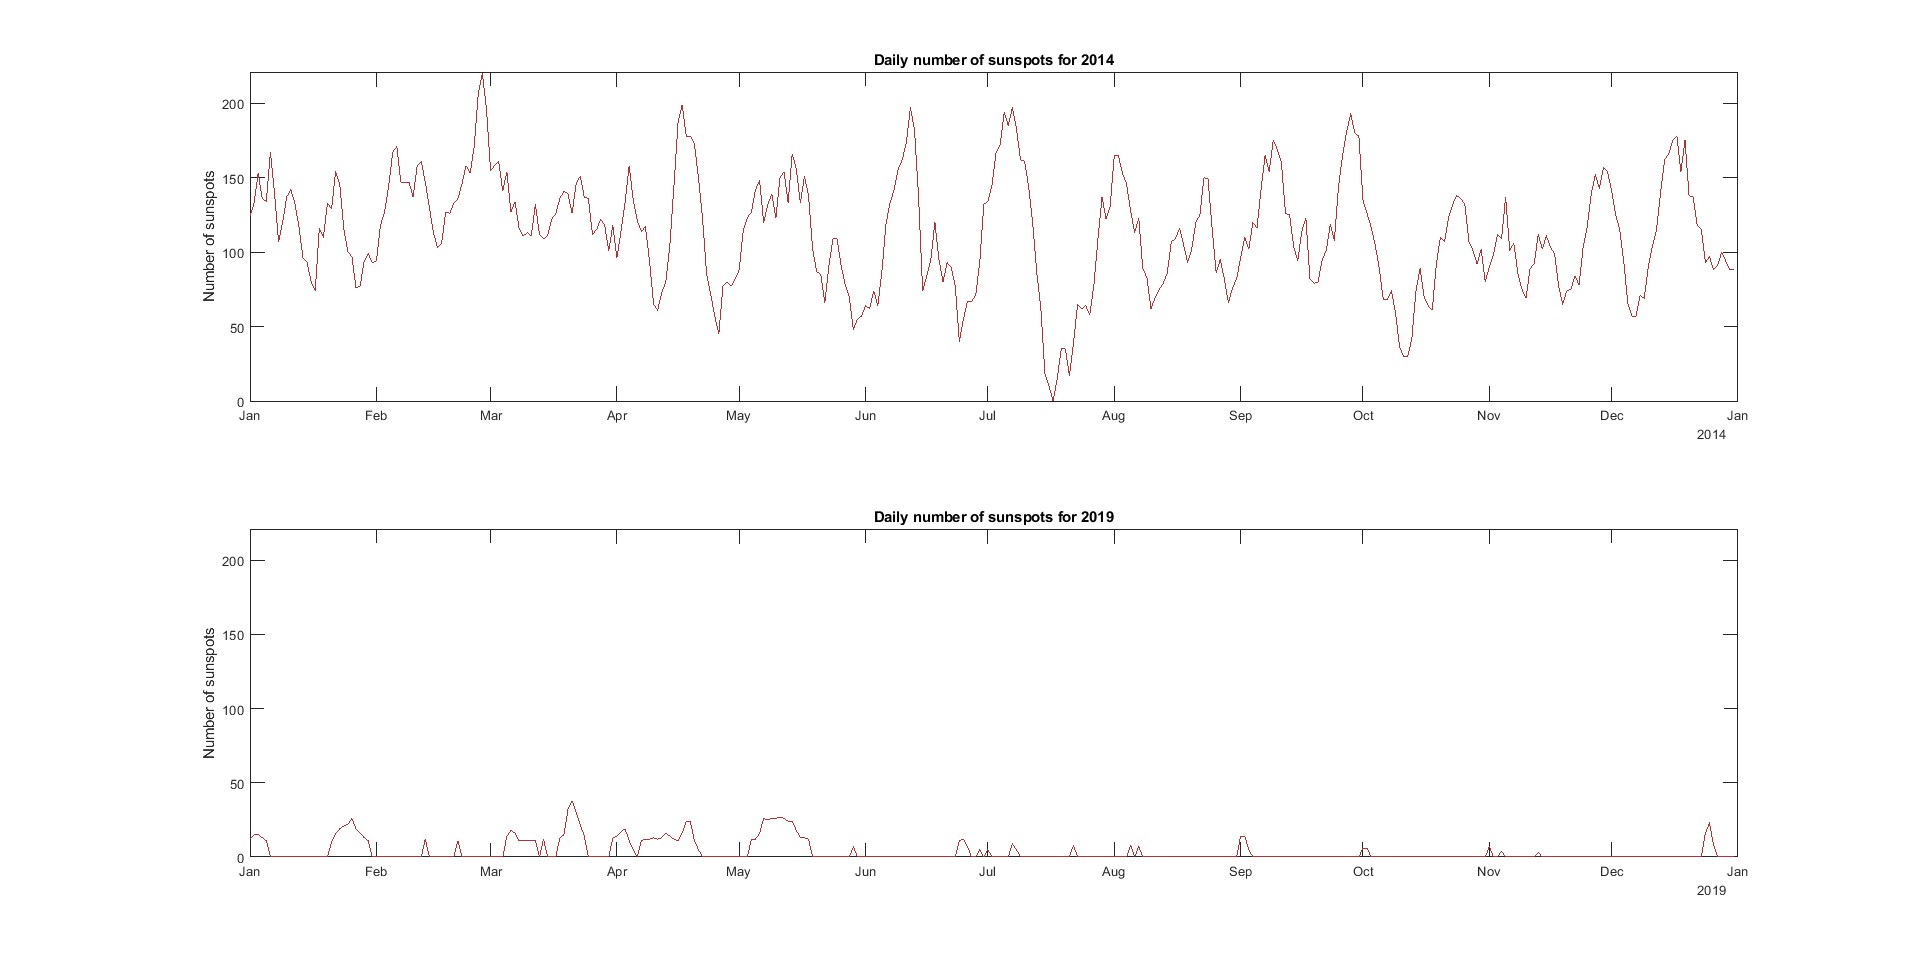 Daily number of sunspots for 2014
Number of sunspots
200
150
100
50
0
Jan Feb Mar Apr May Jun Jul Aug Sep Oct Nov Dec Jan
2014
Daily number of sunspots for 2019
Number of sunspots
200
150
100
50
0
Jan Feb Mar Apr May Jun Jul Aug Sep Oct Nov Dec Jan
2019